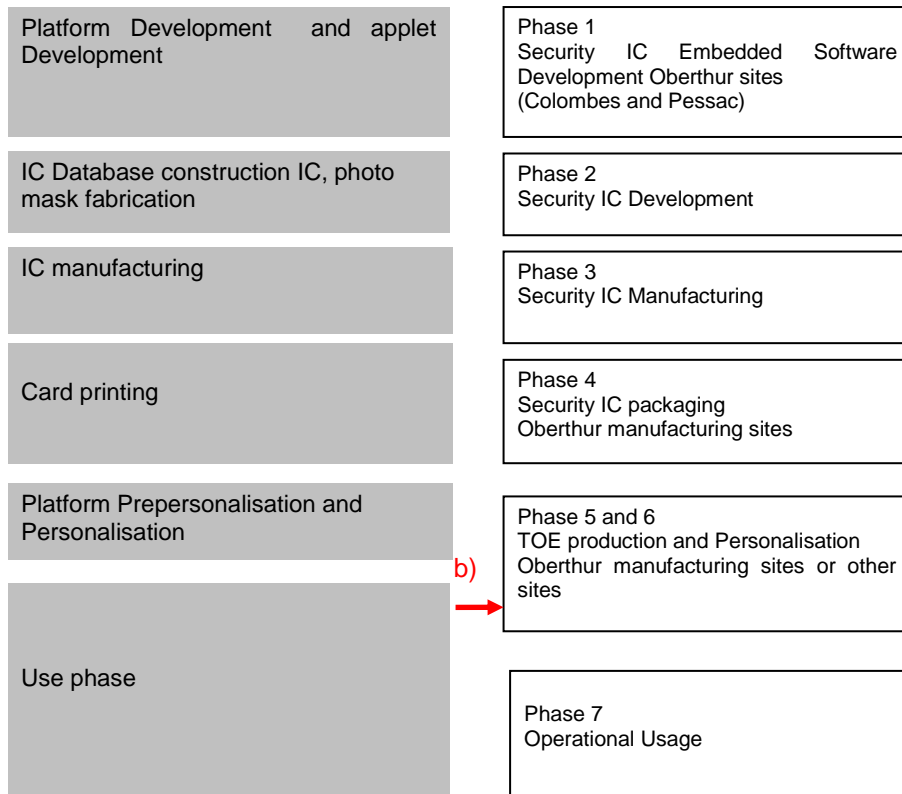 Platform Development and applet
Development
Phase 1
Security IC Embedded Software
Development Oberthur sites
(Colombes and Pessac)
IC Database construction IC, photo
mask fabrication
Phase 2
Security IC Development
IC manufacturing
Phase 3
Security IC Manufacturing
Card printing
Phase 4
Security IC packaging
Oberthur manufacturing sites
Platform Prepersonalisation and
Personalisation
b)
Phase 5 and 6
TOE production and Personalisation
Oberthur manufacturing sites or other
sites
Use phase
Phase 7
Operational Usage